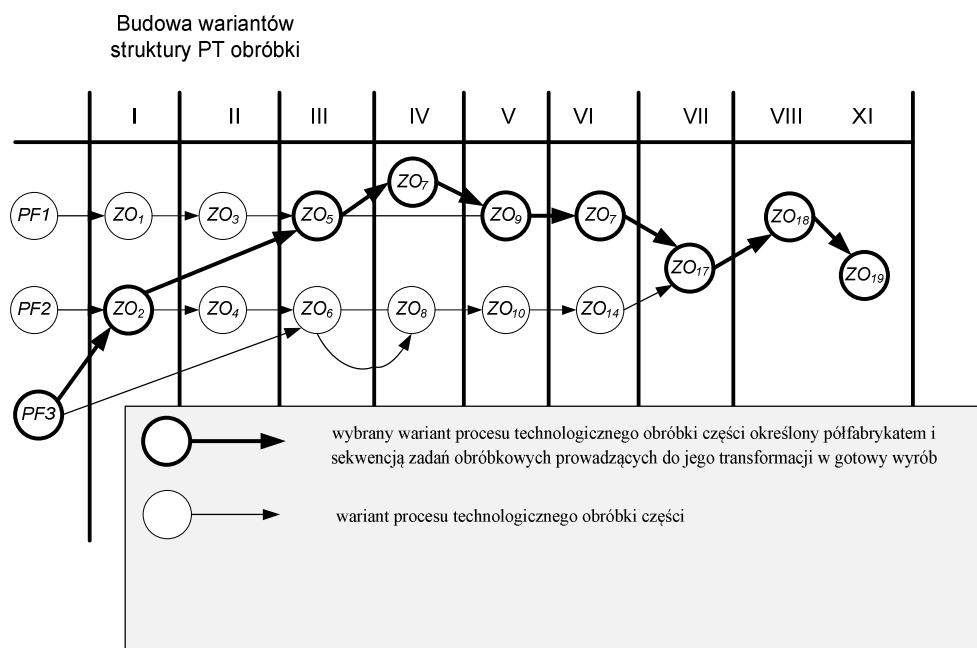 Budowa wariantów
struktury PT obróbki
I II III IV V VI VII VIII XI
ZO7
PF1 ZO1 ZO3 ZO5 ZO9 ZO7 ZO18
ZO17 ZO19
PF2 ZO2 ZO4 ZO6 ZO8 ZO10 ZO14
PF3
wybrany wariant procesu technologicznego obróbki części określony półfabrykatem i
sekwencją zadań obróbkowych prowadzących do jego transformacji w gotowy wyrób
wariant procesu technologicznego obróbki części